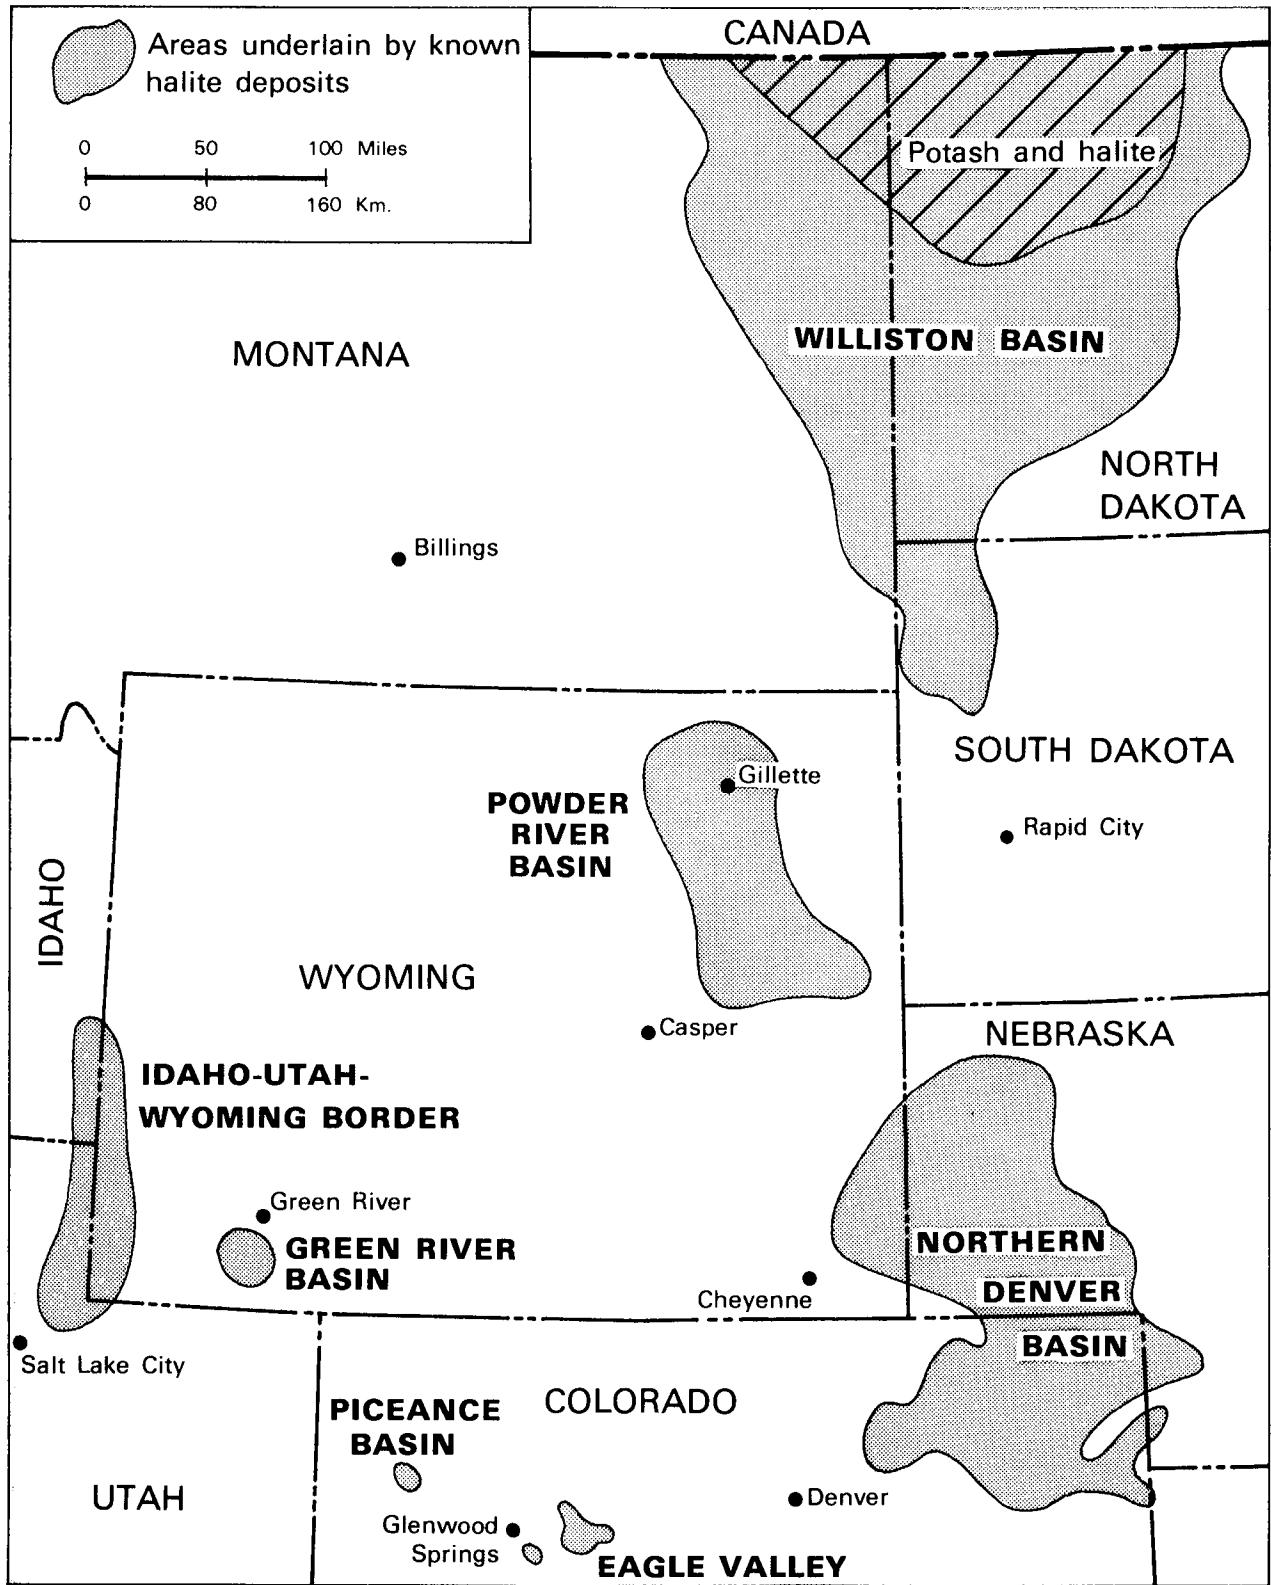 CANADA
Areas underlain by known
halite deposits
0 50 100 Miles
0 80 160 Km.
Potash and halite
WILLISTON BASIN
MONTANA
NORTH
DAKOTA
Billings
SOUTH DAKOTA
Gillette
POWDER
RIVER
BASIN
Rapid City
IDAHO
WYOMING
Casper
NEBRASKA
IDAHO-UTAH-
WYOMING BORDER
Green River
GREEN RIVER
BASIN
NORTHERN
DENVER
BASIN
Cheyenne
Salt Lake City
COLORADO
PICEANCE
BASIN
UTAH
Denver
Glenwood
Springs
EAGLE VALLEY